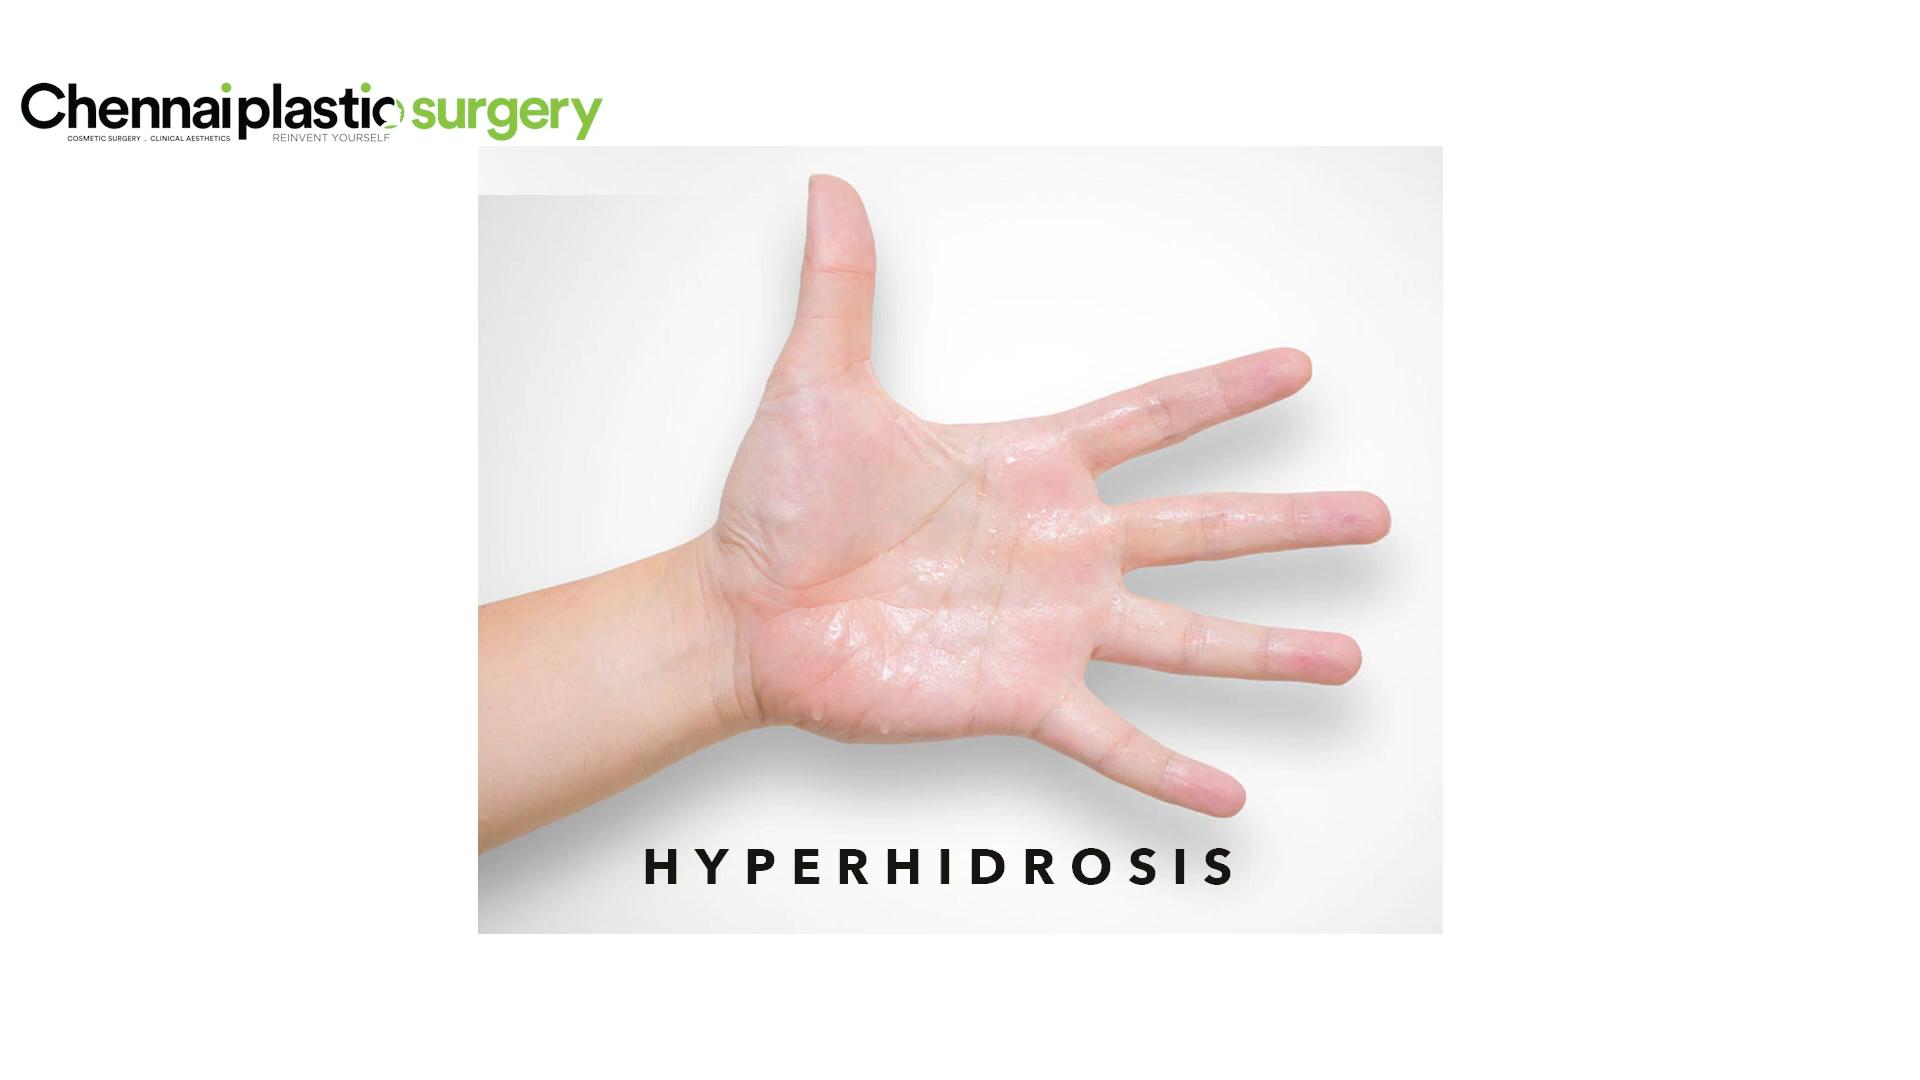 Chennaiplastic surgery
COSMETIC SURGERY . CLINICAL AESTHETICS
REINVENT YOURSELF
HYPERHIDROSIS